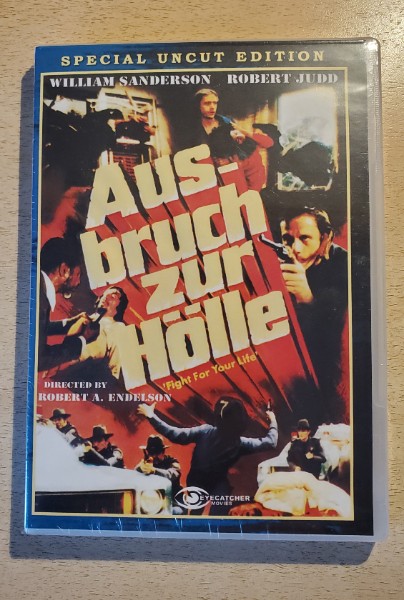 SPECIAL UNCUT EDITION
WILLIAM SANDERSON ROBERT JUDD
Aus-
bruch
zur
Hölle
'Fight For Your Life'
DIRECTED BY
ROBERT A. ENDELSON
EYECATCHER
MOVIES